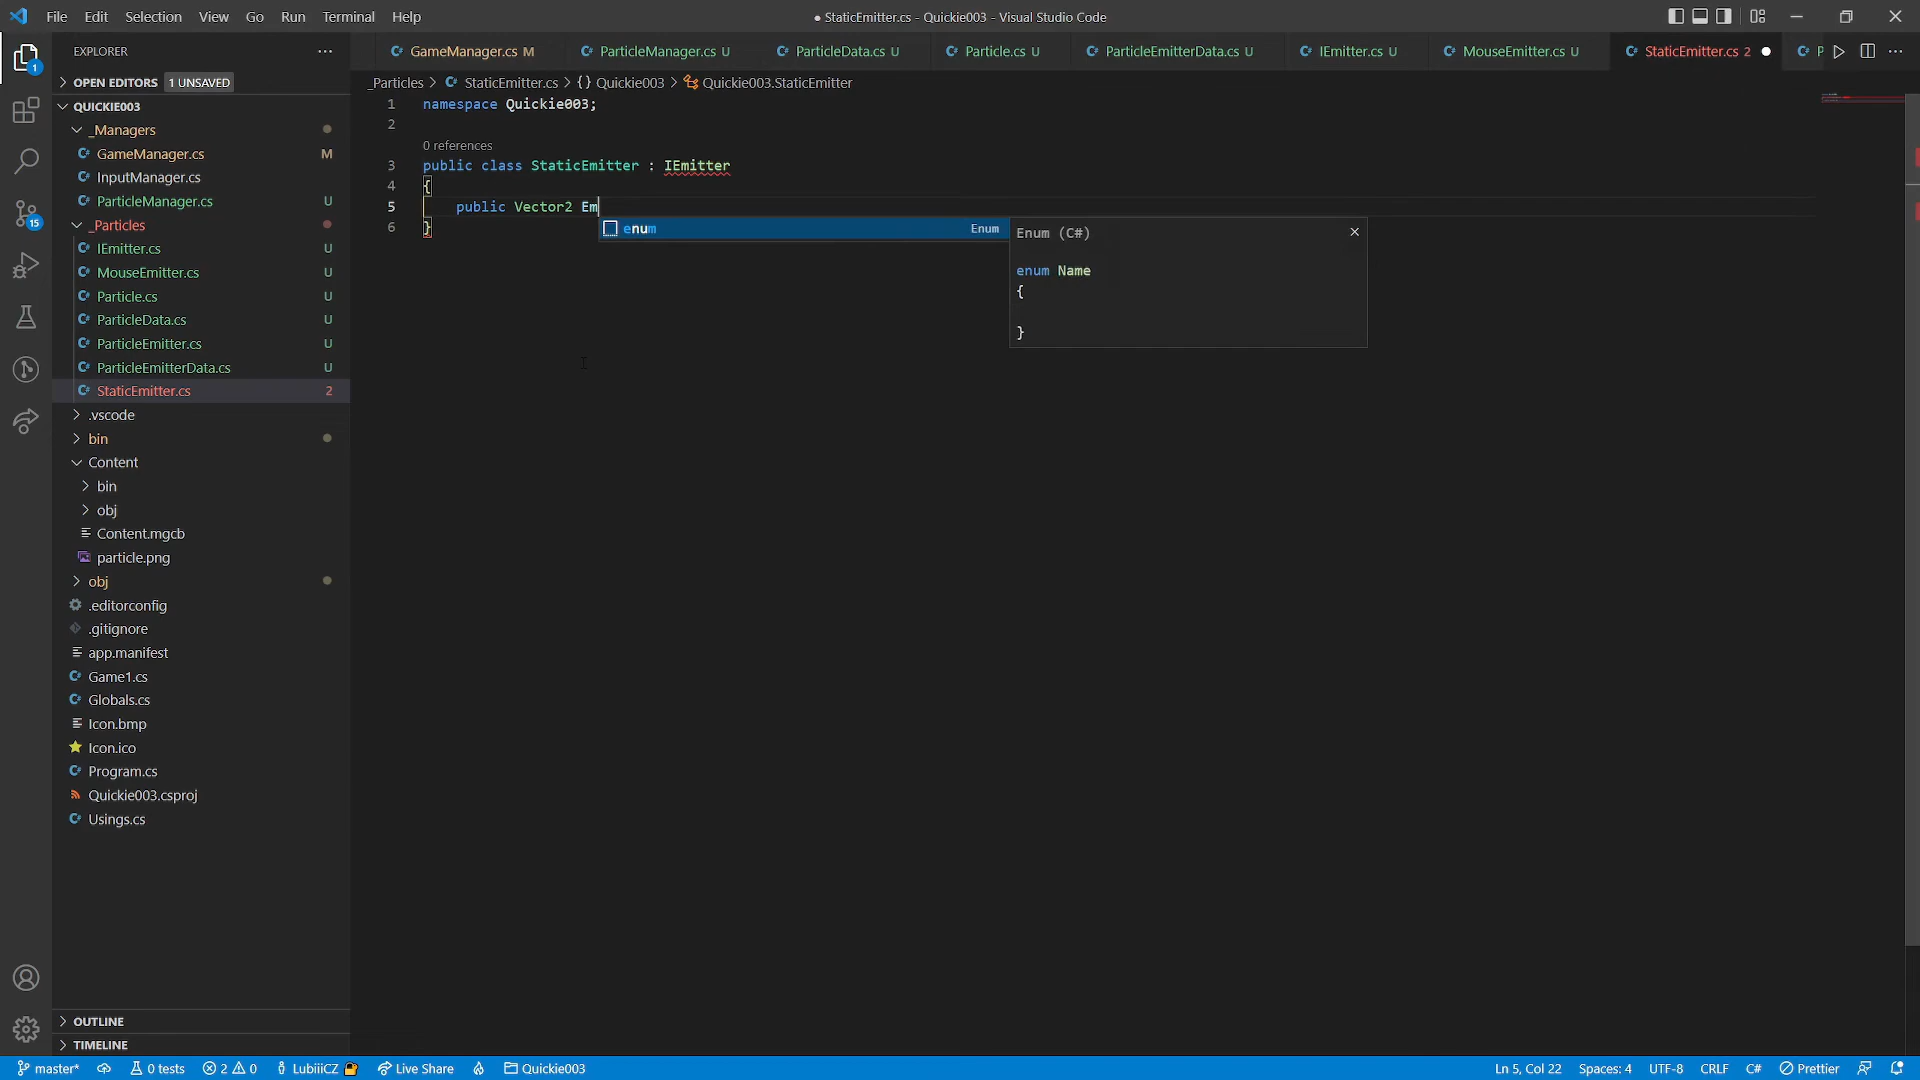 File Edit Selection View Go Run Terminal Help
● StaticEmitter.cs - Quickie003 - Visual Studio Code
EXPLORER
OPEN EDITORS 1 UNSAVED
QUICKIE003
_Managers
GameManager.cs M
InputManager.cs
ParticleManager.cs U
_Particles
IEmitter.cs U
MouseEmitter.cs U
Particle.cs U
ParticleData.cs U
ParticleEmitter.cs U
ParticleEmitterData.cs U
StaticEmitter.cs 2
.vscode
bin
Content
bin
obj
Content.mgcb
particle.png
obj
.editorconfig
.gitignore
app.manifest
Game1.cs
Globals.cs
Icon.bmp
Icon.ico
Program.cs
Quickie003.csproj
Usings.cs
OUTLINE
TIMELINE
1
15
GameManager.cs M ParticleManager.cs U ParticleData.cs U Particle.cs U ParticleEmitterData.cs U IEmitter.cs U MouseEmitter.cs U StaticEmitter.cs 2 ● P
_Particles > StaticEmitter.cs > {} Quickie003 > Quickie003.StaticEmitter
1 namespace Quickie003;
2
0 references
3 public class StaticEmitter : IEmitter
4 {
5 public Vector2 Em
6 }
enum Enum
Enum (C#)
enum Name
{
}
master* 0 tests 2 0 LubiiiCZ Live Share Quickie003 Ln 5, Col 22 Spaces: 4 UTF-8 CRLF C# Prettier